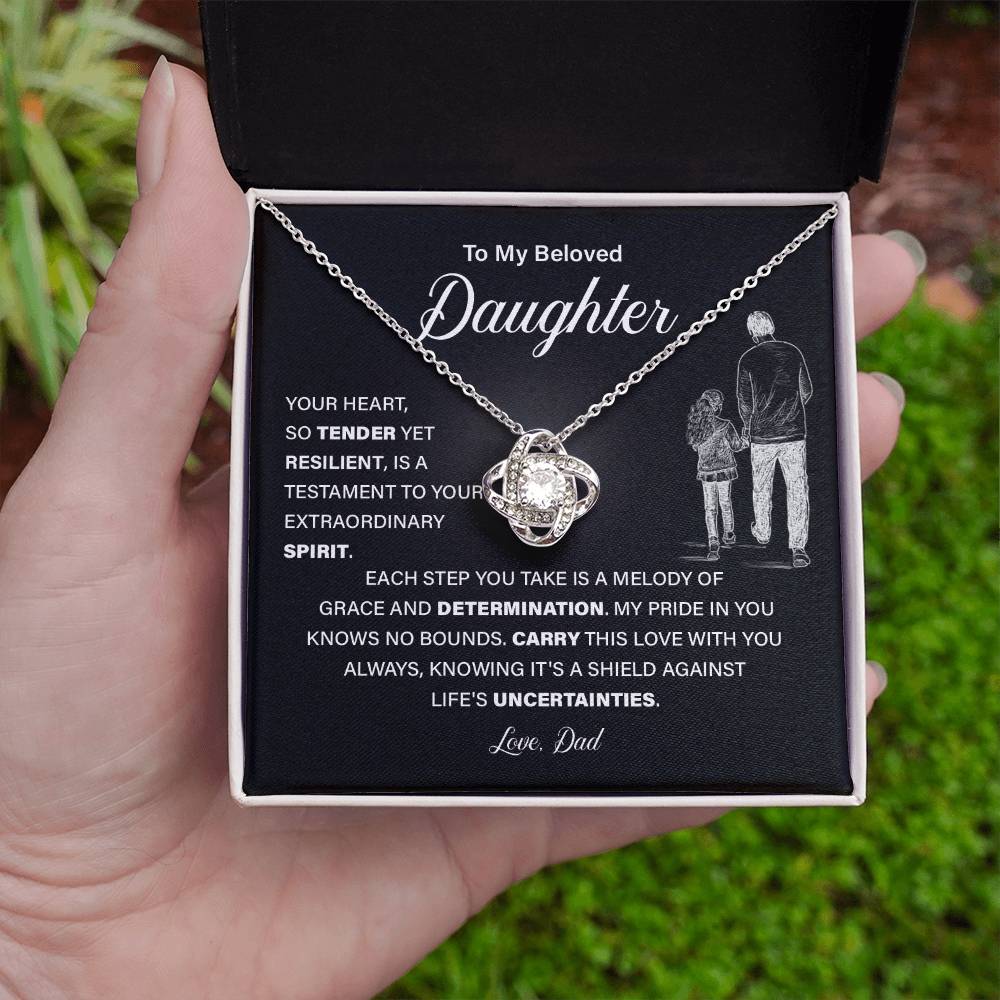 To My Beloved
Daughter
YOUR HEART,
SO TENDER YET
RESILIENT, IS A
TESTAMENT TO YOUR
EXTRAORDINARY
SPIRIT.
EACH STEP YOU TAKE IS A MELODY OF
GRACE AND DETERMINATION. MY PRIDE IN YOU
KNOWS NO BOUNDS. CARRY THIS LOVE WITH YOU
ALWAYS, KNOWING IT'S A SHIELD AGAINST
LIFE'S UNCERTAINTIES.
Love, Dad